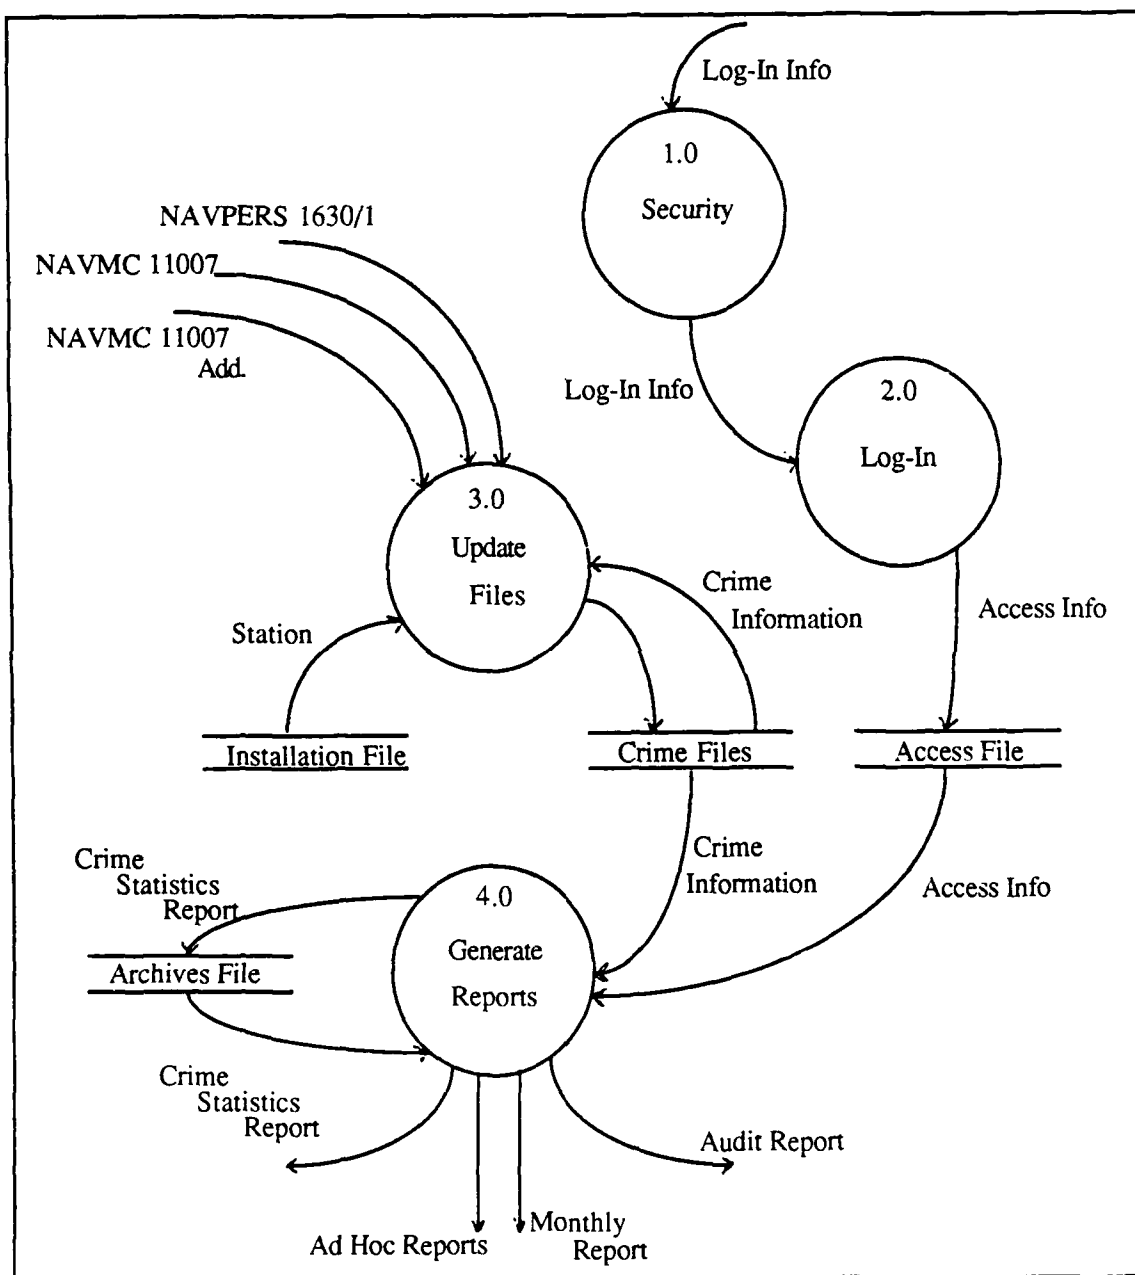 Log-In Info
1.0
Security
NAVPERS 1630/1
NAVMC 11007
NAVMC 11007
Add.
Log-In Info
2.0
Log-In
3.0
Update
Files
Crime
Information
Access Info
Station
Installation File
Crime Files
Access File
Crime
Statistics
Report
Crime
Information
Access Info
4.0
Generate
Reports
Archives File
Crime
Statistics
Report
Audit Report
Ad Hoc Reports
Monthly
Report